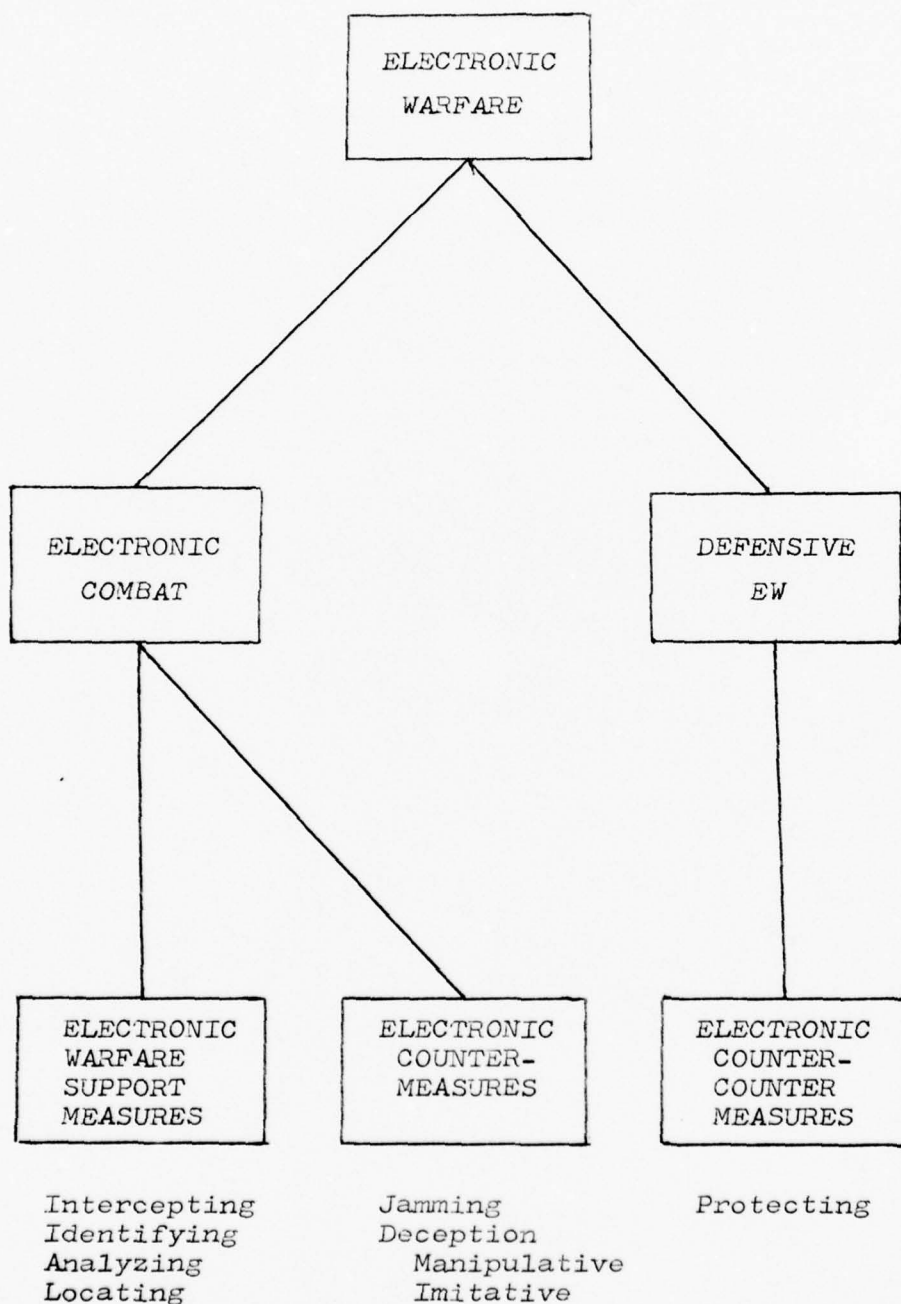 ELECTRONIC
WARFARE
ELECTRONIC
COMBAT
DEFENSIVE
EW
ELECTRONIC
WARFARE
SUPPORT
MEASURES
ELECTRONIC
COUNTER-
MEASURES
ELECTRONIC
COUNTER-
COUNTER
MEASURES
Intercepting
Identifying
Analyzing
Locating
Jamming
Deception
Manipulative
Imitative
Protecting